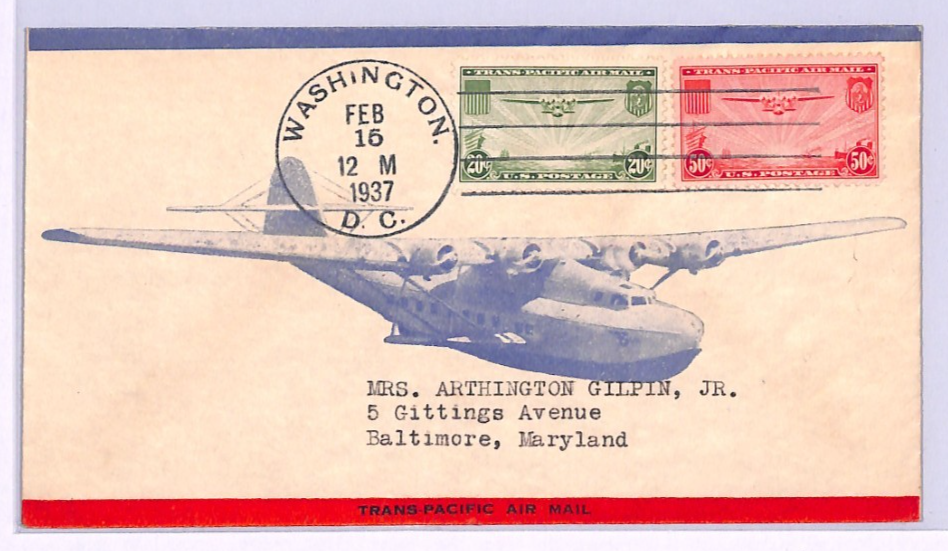 WASHINGTON.
FEB
15
12 M
1937
D. C.
TRANS-PACIFIC AIR MAIL
20¢ 20¢
U.S. POSTAGE
TRANS-PACIFIC AIR MAIL
50¢ 50¢
U.S. POSTAGE
MRS. ARTHINGTON GILPIN, JR.
5 Gittings Avenue
Baltimore, Maryland
TRANS-PACIFIC AIR MAIL